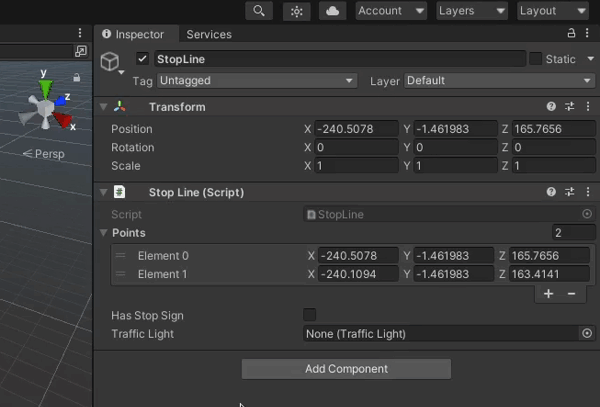 Account Layers Layout
Inspector Services
StopLine Static
Tag Untagged Layer Default
Transform
Position X -240.5078 Y -1.461983 Z 165.7656
Rotation X 0 Y 0 Z 0
Scale X 1 Y 1 Z 1
# Stop Line (Script)
Script StopLine
Points 2
Element 0 X -240.5078 Y -1.461983 Z 165.7656
Element 1 X -240.1094 Y -1.461983 Z 163.4141
+ −
Has Stop Sign
Traffic Light None (Traffic Light)
Add Component
y
z
x
< Persp